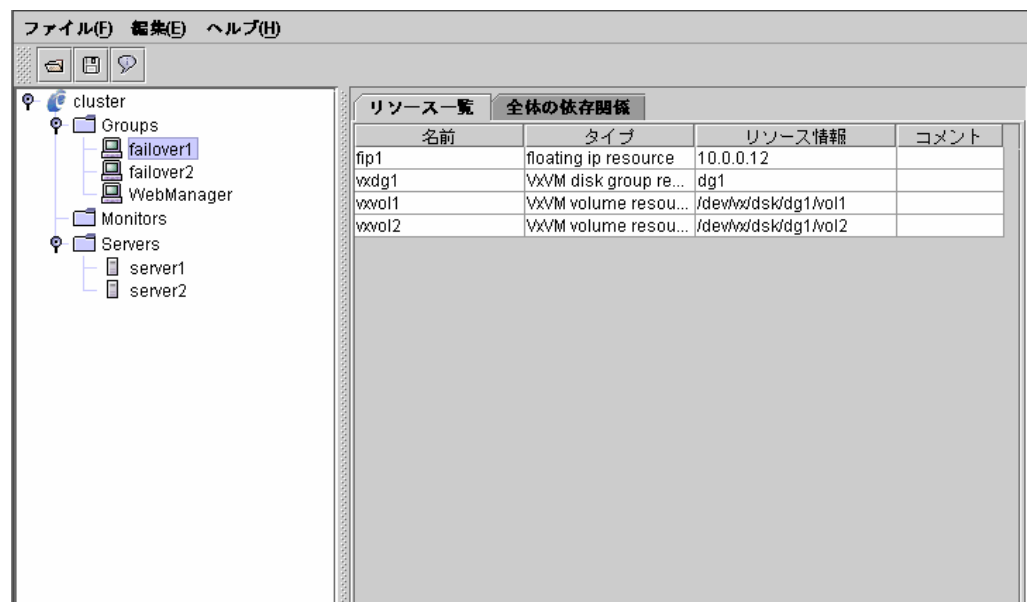 ファイル(F) 編集(E) ヘルプ(H)
cluster
Groups
failover1
failover2
WebManager
Monitors
Servers
server1
server2
リソース一覧 全体の依存関係
名前 タイプ リソース情報 コメント
fip1 floating ip resource 10.0.0.12
vxdg1 VxVM disk group re... dg1
vxvol1 VxVM volume resou... /dev/vx/dsk/dg1/vol1
vxvol2 VxVM volume resou... /dev/vx/dsk/dg1/vol2